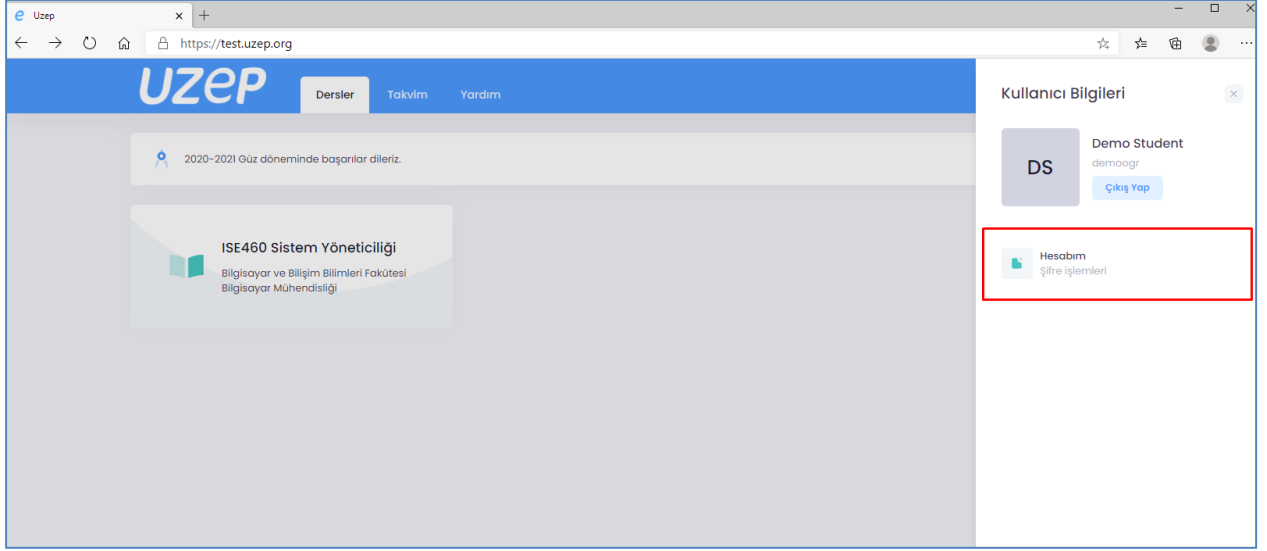 Uzep
https://test.uzep.org
uzep
Dersler
Takvim
Yardım
2020-2021 Güz döneminde başarılar dileriz.
ISE460 Sistem Yöneticiliği
Bilgisayar ve Bilişim Bilimleri Fakütesi
Bilgisayar Mühendisliği
Kullanıcı Bilgileri
DS
Demo Student
demoogr
Çıkış Yap
Hesabım
Şifre işlemleri